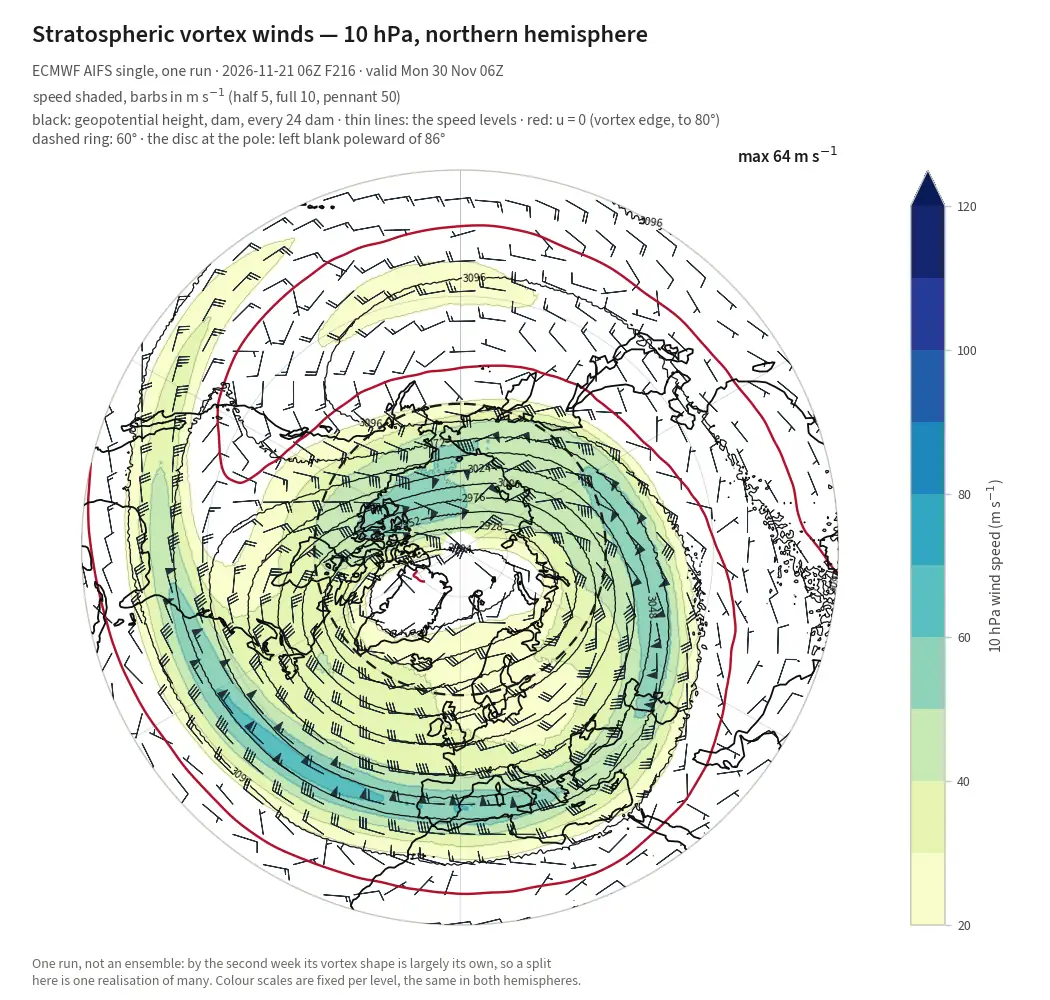 Stratospheric vortex winds — 10 hPa, northern hemisphere
ECMWF AIFS single, one run · 2026-11-21 06Z F216 · valid Mon 30 Nov 06Z
speed shaded, barbs in m s⁻¹ (half 5, full 10, pennant 50)
black: geopotential height, dam, every 24 dam · thin lines: the speed levels · red: u = 0 (vortex edge, to 80°)
dashed ring: 60° · the disc at the pole: left blank poleward of 86°
max 64 m s⁻¹
3096
3096
3096
3024
3000
2976
2952
2928
3048
3096
120
100
80
60
40
20
10 hPa wind speed (m s⁻¹)
One run, not an ensemble: by the second week its vortex shape is largely its own, so a split
here is one realisation of many. Colour scales are fixed per level, the same in both hemispheres.